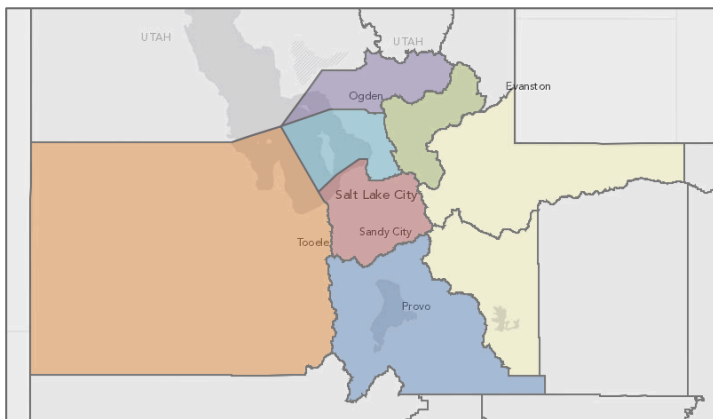 UTAH
UTAH
Evanston
Ogden
Salt Lake City
Sandy City
Tooele
Provo